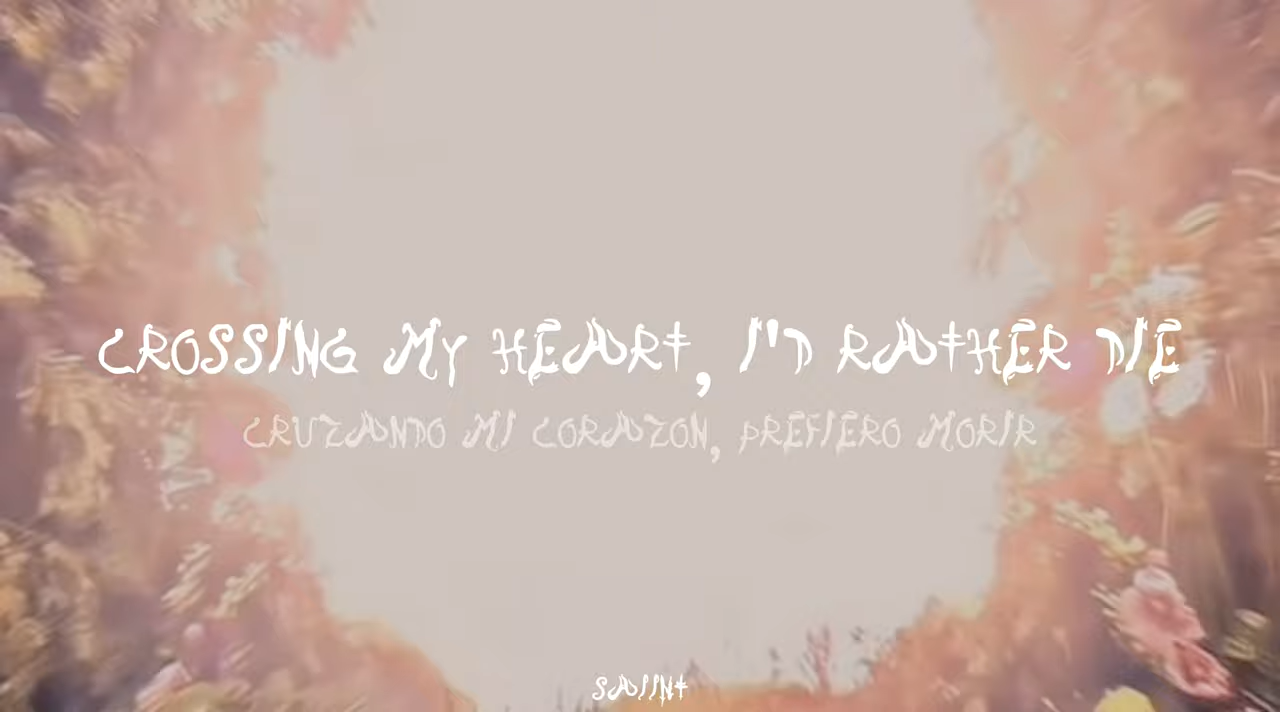 CROSSING MY HEART, I'D RATHER DIE
CRUZANDO MI CORAZON, PREFIERO MORIR
SAIINT